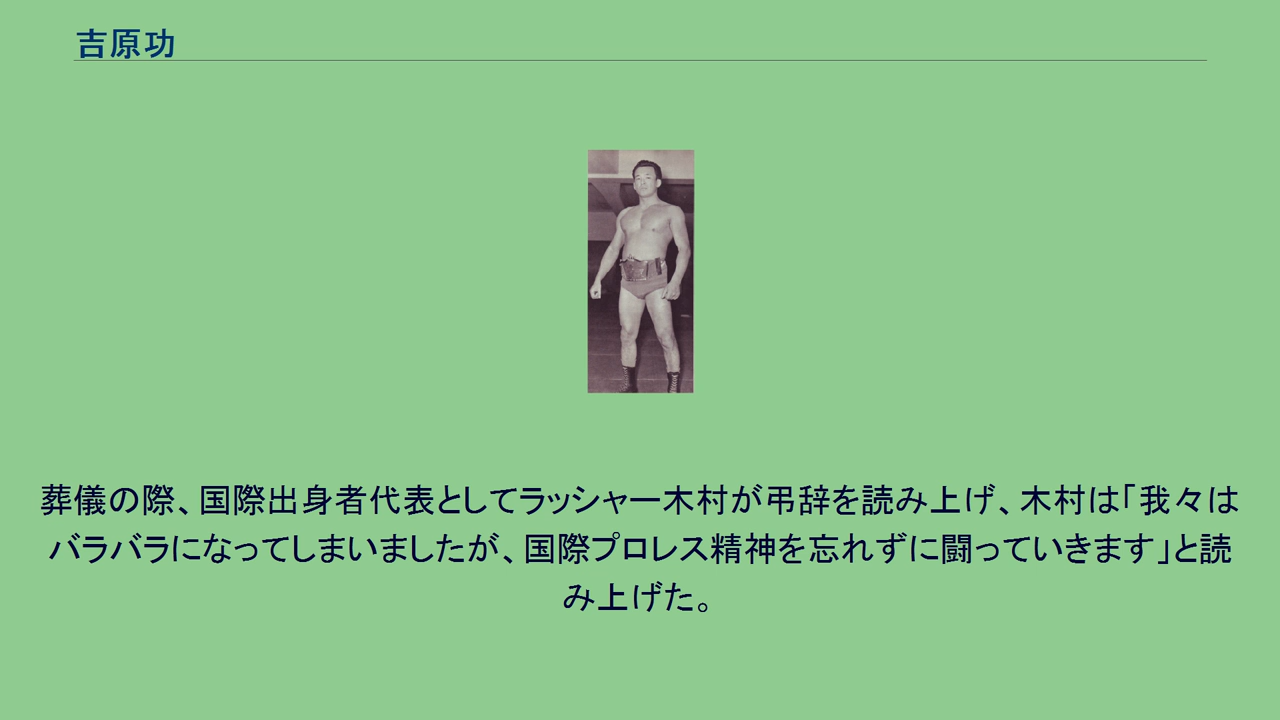 吉原功
葬儀の際、国際出身者代表としてラッシャー木村が弔辞を読み上げ、木村は「我々は
バラバラになってしまいましたが、国際プロレス精神を忘れずに闘っていきます」と読
み上げた。